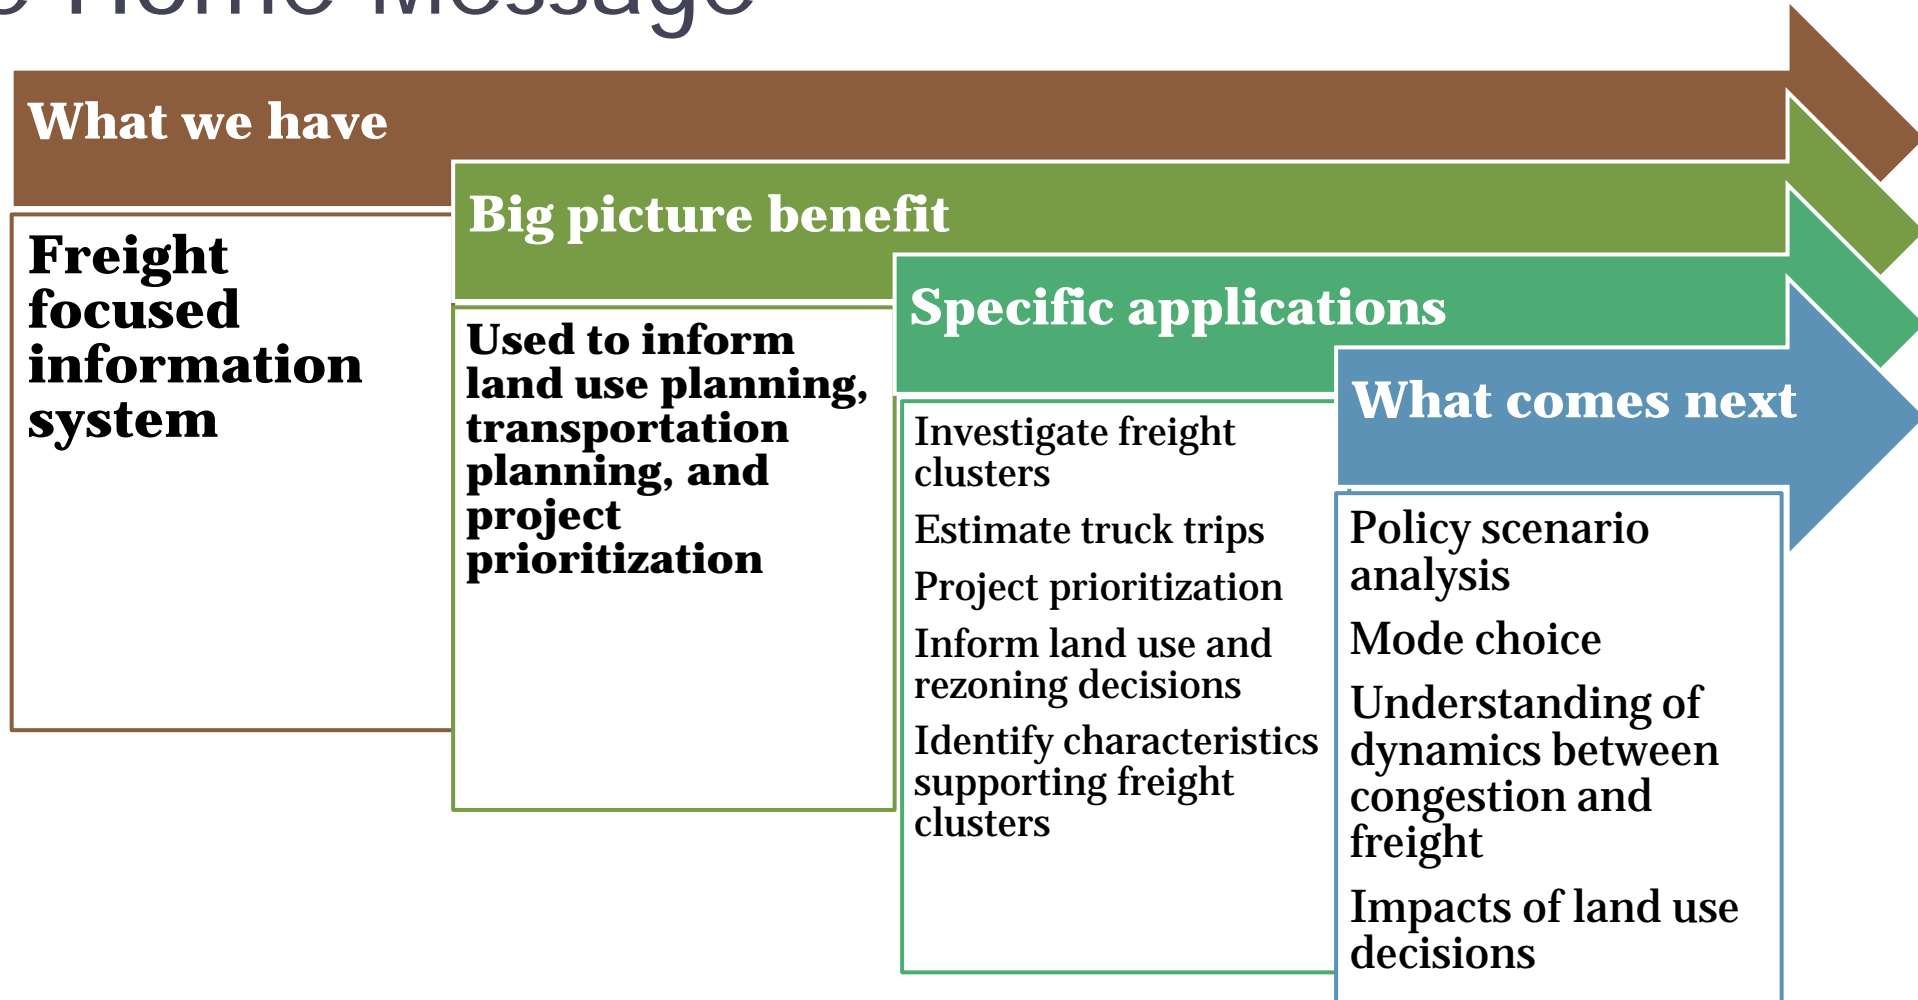 Home Message
What we have
Freight
focused
information
system
Big picture benefit
Used to inform
land use planning,
transportation
planning, and
project
prioritization
Specific applications
Investigate freight
clusters
Estimate truck trips
Project prioritization
Inform land use and
rezoning decisions
Identify characteristics
supporting freight
clusters
What comes next
Policy scenario
analysis
Mode choice
Understanding of
dynamics between
congestion and
freight
Impacts of land use
decisions